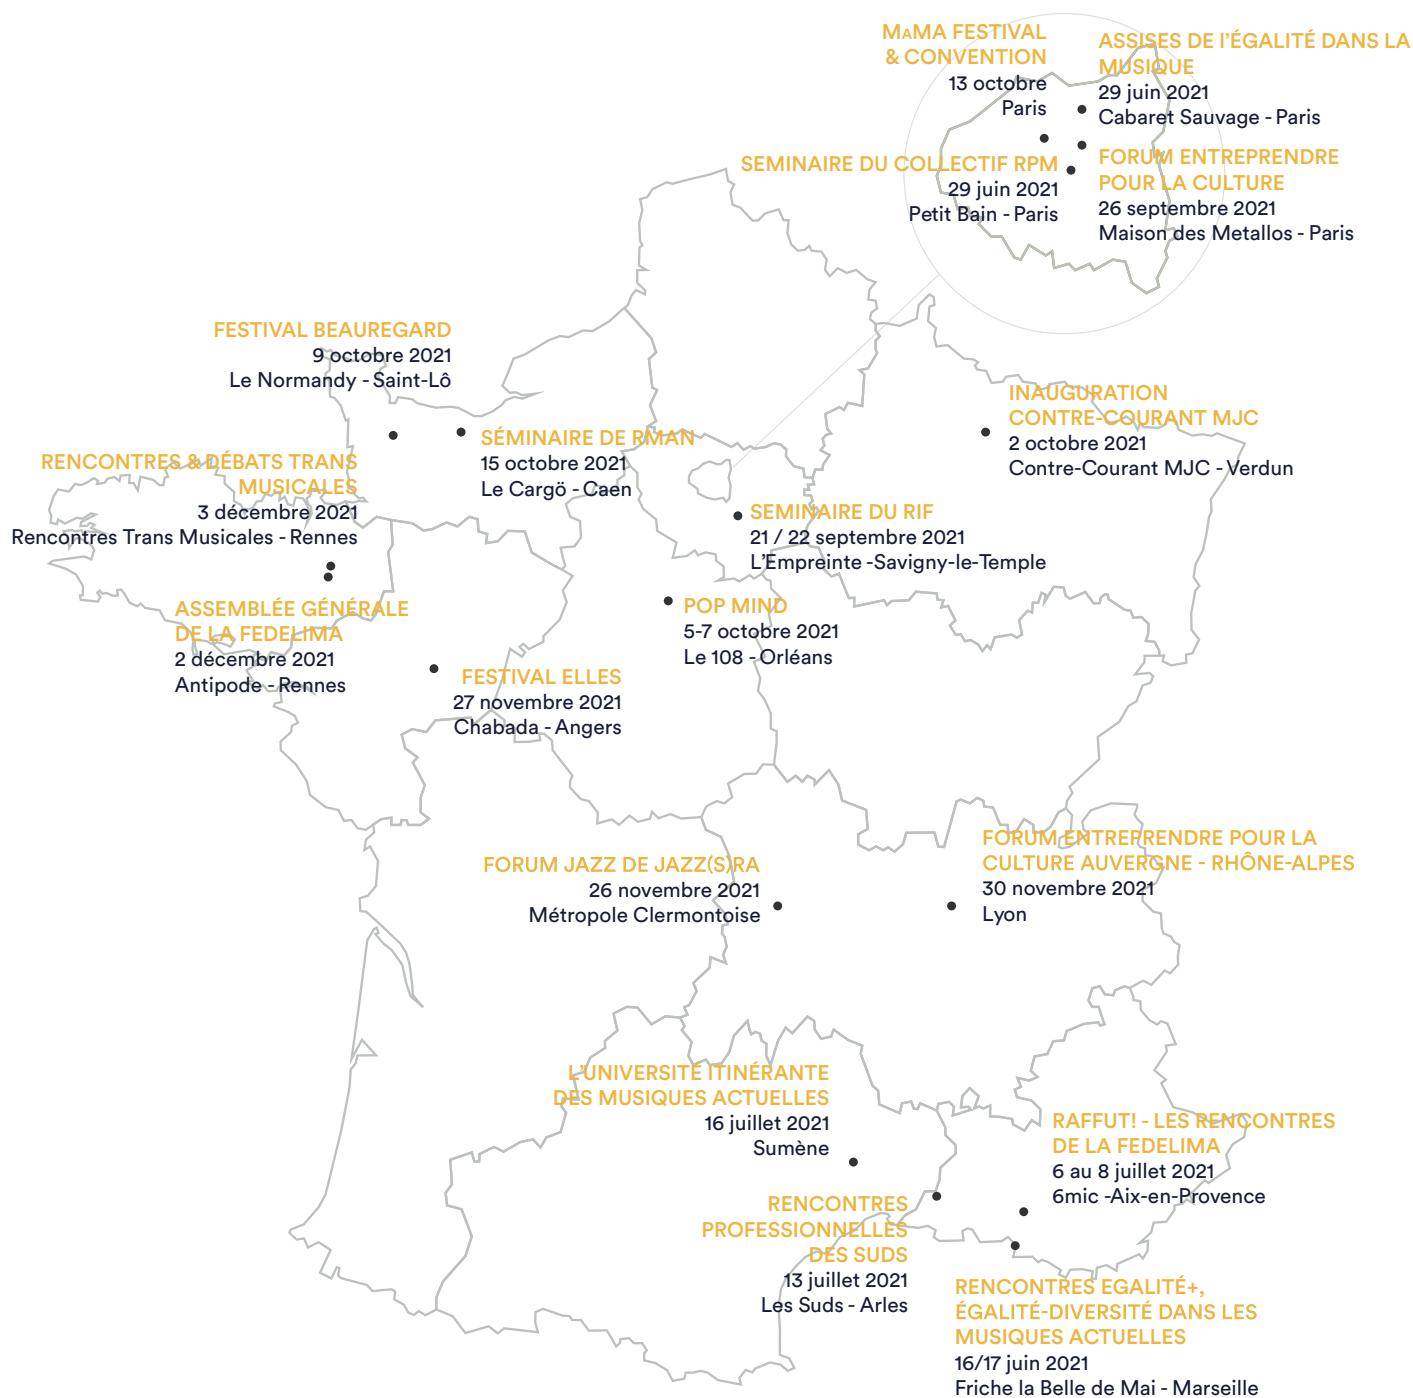 MAMA FESTIVAL
& CONVENTION
13 octobre
Paris
ASSISES DE l'ÉGALITÉ DANS LA
MUSIQUE
29 juin 2021
Cabaret Sauvage - Paris
SEMINAIRE DU COLLECTIF RPM
29 juin 2021
Petit Bain - Paris
FORUM ENTREPRENDRE
POUR LA CULTURE
26 septembre 2021
Maison des Metallos - Paris
FESTIVAL BEAUREGARD
9 octobre 2021
Le Normandy - Saint-Lô
SÉMINAIRE DE RMAN
15 octobre 2021
Le Cargö - Caen
INAUGURATION
CONTRE-COURANT MJC
2 octobre 2021
Contre-Courant MJC - Verdun
RENCONTRES & DÉBATS TRANS
MUSICALES
3 décembre 2021
Rencontres Trans Musicales - Rennes
SEMINAIRE DU RIF
21 / 22 septembre 2021
L'Empreinte -Savigny-le-Temple
ASSEMBLÉE GÉNÉRALE
DE LA FEDELIMA
2 décembre 2021
Antipode - Rennes
POP MIND
5-7 octobre 2021
Le 108 - Orléans
FESTIVAL ELLES
27 novembre 2021
Chabada - Angers
FORUM JAZZ DE JAZZ(S)RA
26 novembre 2021
Métropole Clermontoise
FORUM ENTREPRENDRE POUR LA
CULTURE AUVERGNE - RHÔNE-ALPES
30 novembre 2021
Lyon
L'UNIVERSITÉ ITINÉRANTE
DES MUSIQUES ACTUELLES
16 juillet 2021
Sumène
RAFFUT! - LES RENCONTRES
DE LA FEDELIMA
6 au 8 juillet 2021
6mic -Aix-en-Provence
RENCONTRES
PROFESSIONNELLES
DES SUDS
13 juillet 2021
Les Suds - Arles
RENCONTRES EGALITÉ+,
ÉGALITÉ-DIVERSITÉ DANS LES
MUSIQUES ACTUELLES
16/17 juin 2021
Friche la Belle de Mai - Marseille